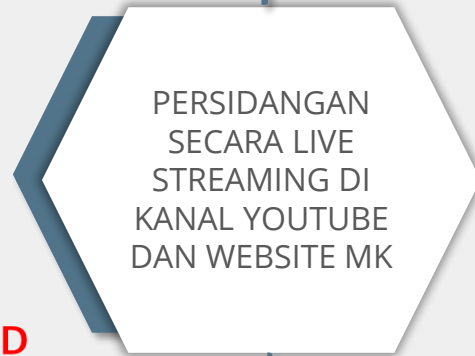 PERSIDANGAN
SECARA LIVE
STREAMING DI
KANAL YOUTUBE
DAN WEBSITE MK
D